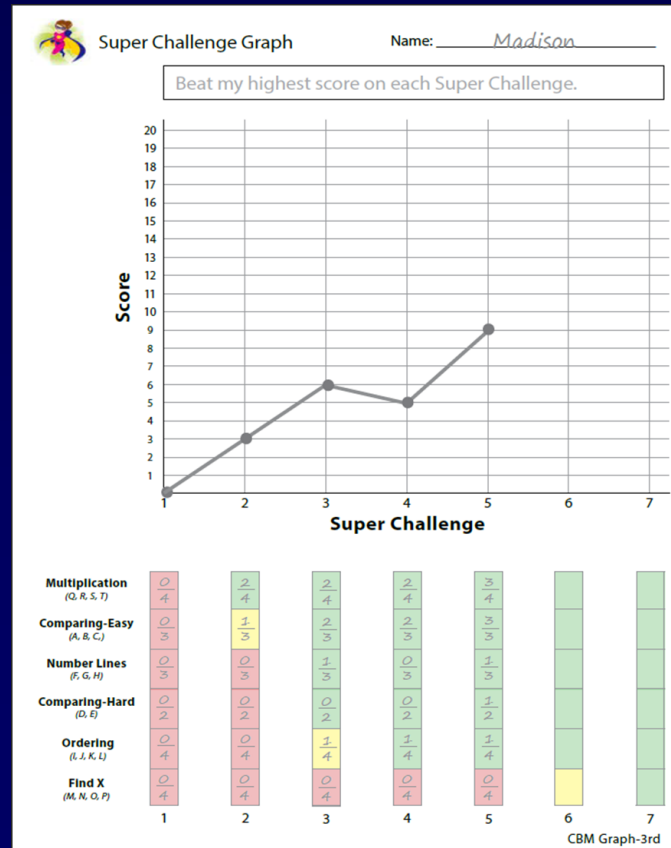 Super Challenge Graph Name: Madison
Beat my highest score on each Super Challenge.
20
19
18
17
16
15
14
13
12
11
10
9
8
7
6
5
4
3
2
1
Score
1 2 3 4 5 6 7
Super Challenge
Multiplication (Q, R, S, T) 0/4 2/4 2/4 2/4 3/4
Comparing-Easy (A, B, C,) 0/3 1/3 2/3 2/3 3/3
Number Lines (F, G, H) 0/3 0/3 1/3 0/3 1/3
Comparing-Hard (D, E) 0/2 0/2 0/2 0/2 1/2
Ordering (I, J, K, L) 0/4 0/4 1/4 1/4 1/4
Find X (M, N, O, P) 0/4 0/4 0/4 0/4 0/4
1 2 3 4 5 6 7
CBM Graph-3rd